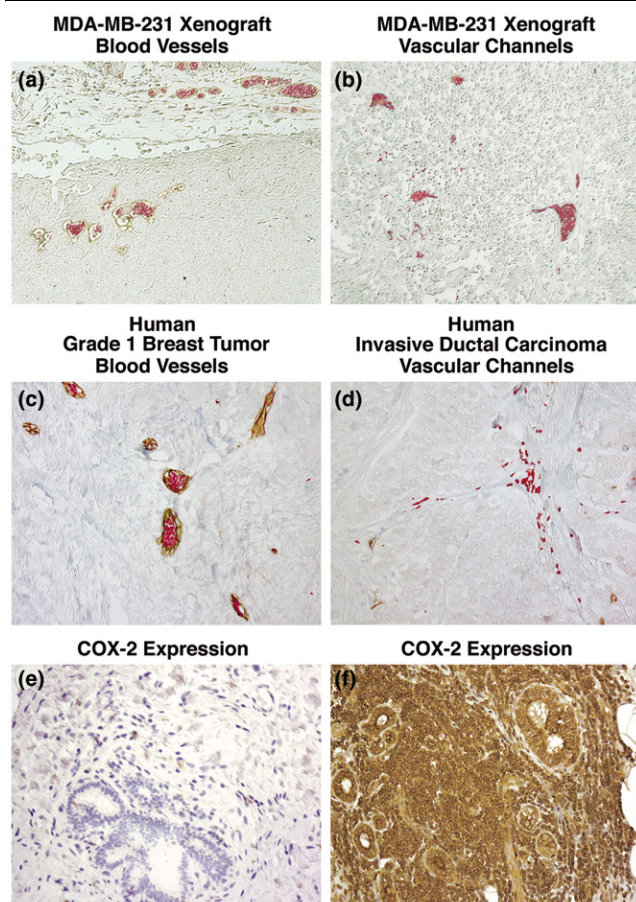 MDA-MB-231 Xenograft
Blood Vessels
MDA-MB-231 Xenograft
Vascular Channels
(a)
(b)
Human
Grade 1 Breast Tumor
Blood Vessels
Human
Invasive Ductal Carcinoma
Vascular Channels
(c)
(d)
COX-2 Expression
COX-2 Expression
(e)
(f)